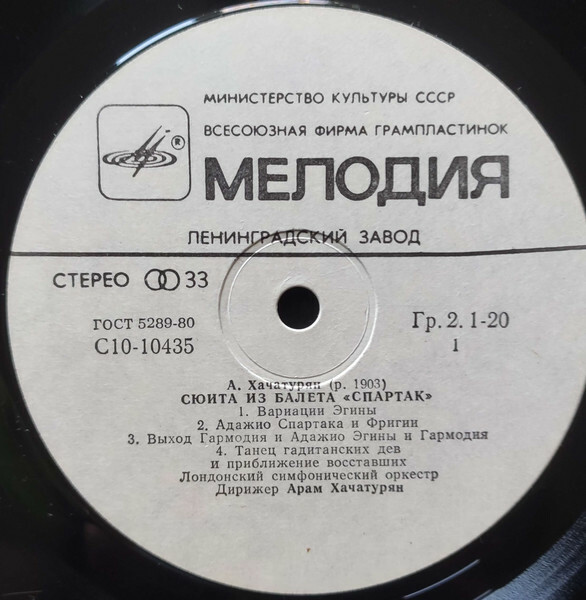 МИНИСТЕРСТВО КУЛЬТУРЫ СССР
ВСЕСОЮЗНАЯ ФИРМА ГРАМПЛАСТИНОК
®
МЕЛОДИЯ
ЛЕНИНГРАДСКИЙ ЗАВОД
СТЕРЕО 33
ГОСТ 5289-80
С10-10435
Гр. 2. 1-20
1
А. Хачатурян (р. 1903)
СЮИТА ИЗ БАЛЕТА «СПАРТАК»
1. Вариации Эгины
2. Адажио Спартака и Фригии
3. Выход Гармодия и Адажио Эгины и Гармодия
4. Танец гадитанских дев
и приближение восставших
Лондонский симфонический оркестр
Дирижер Арам Хачатурян